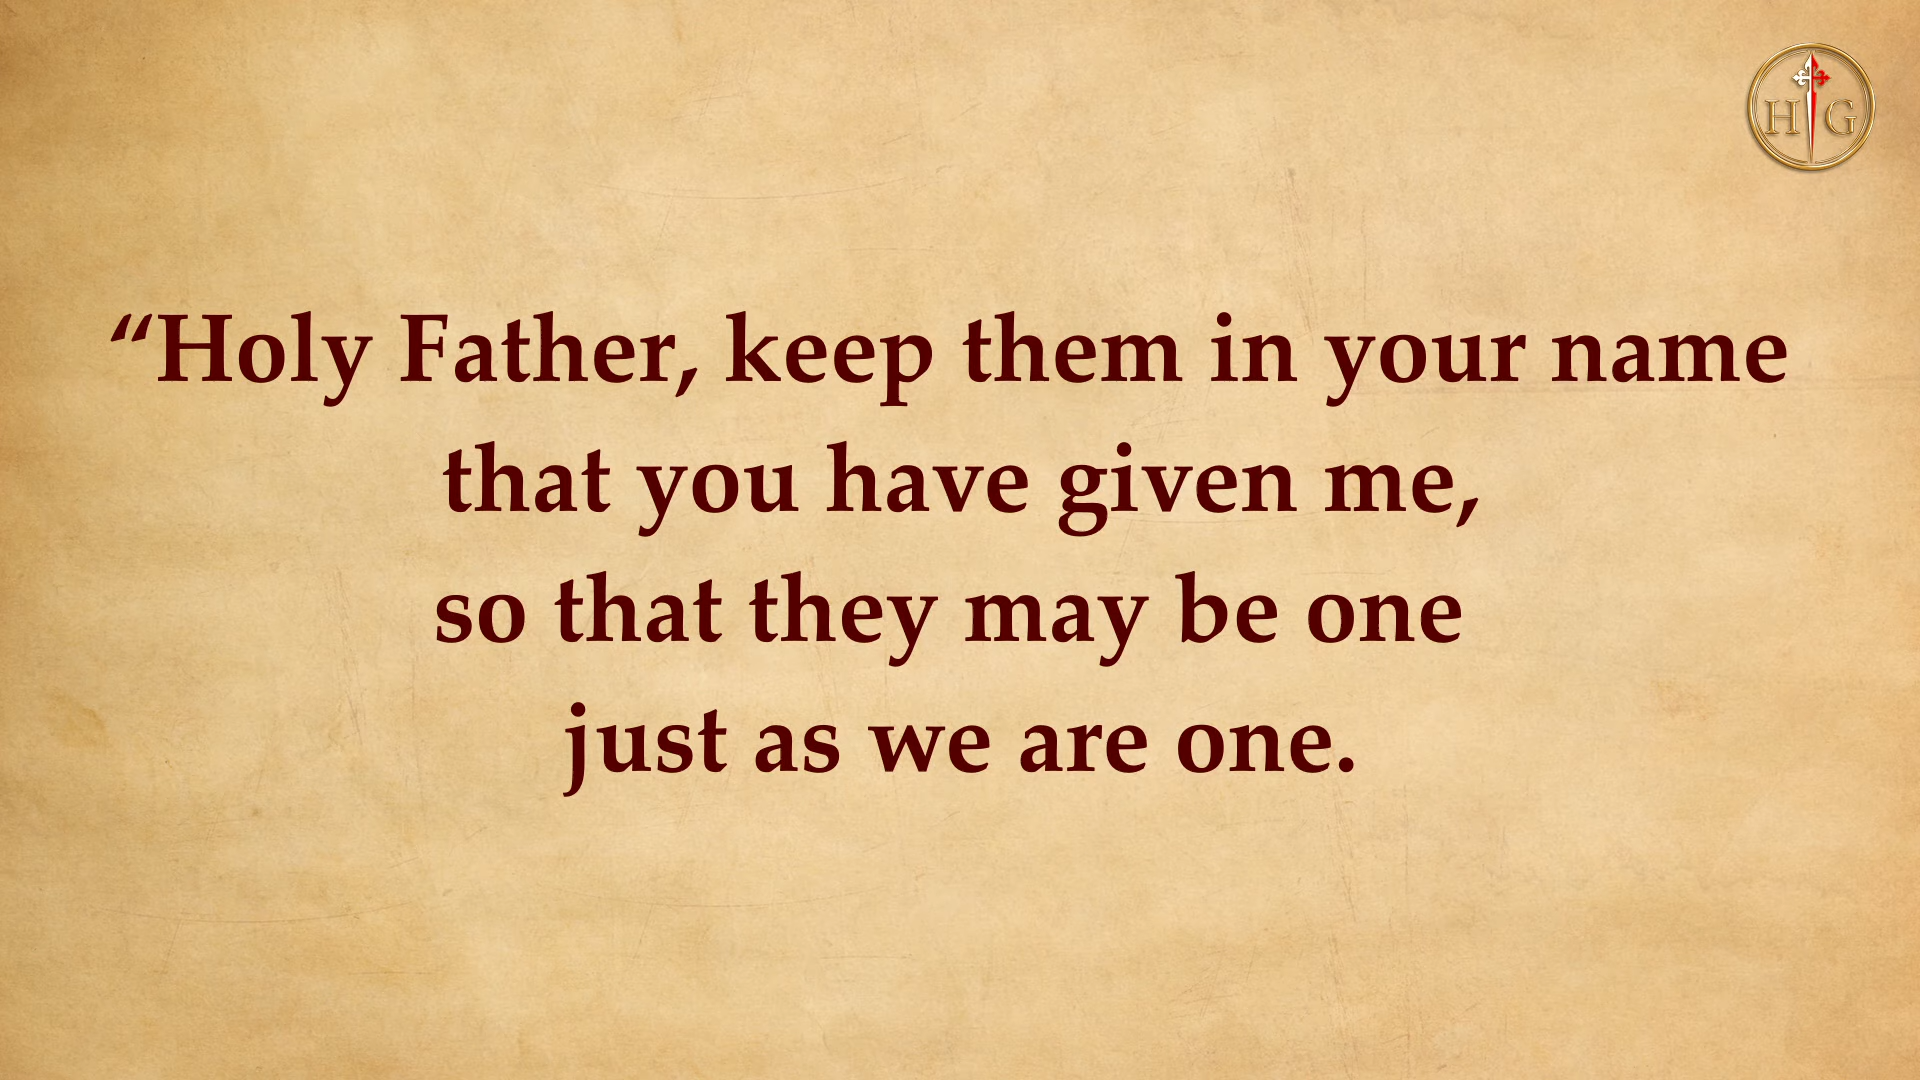 H G
“Holy Father, keep them in your name
that you have given me,
so that they may be one
just as we are one.